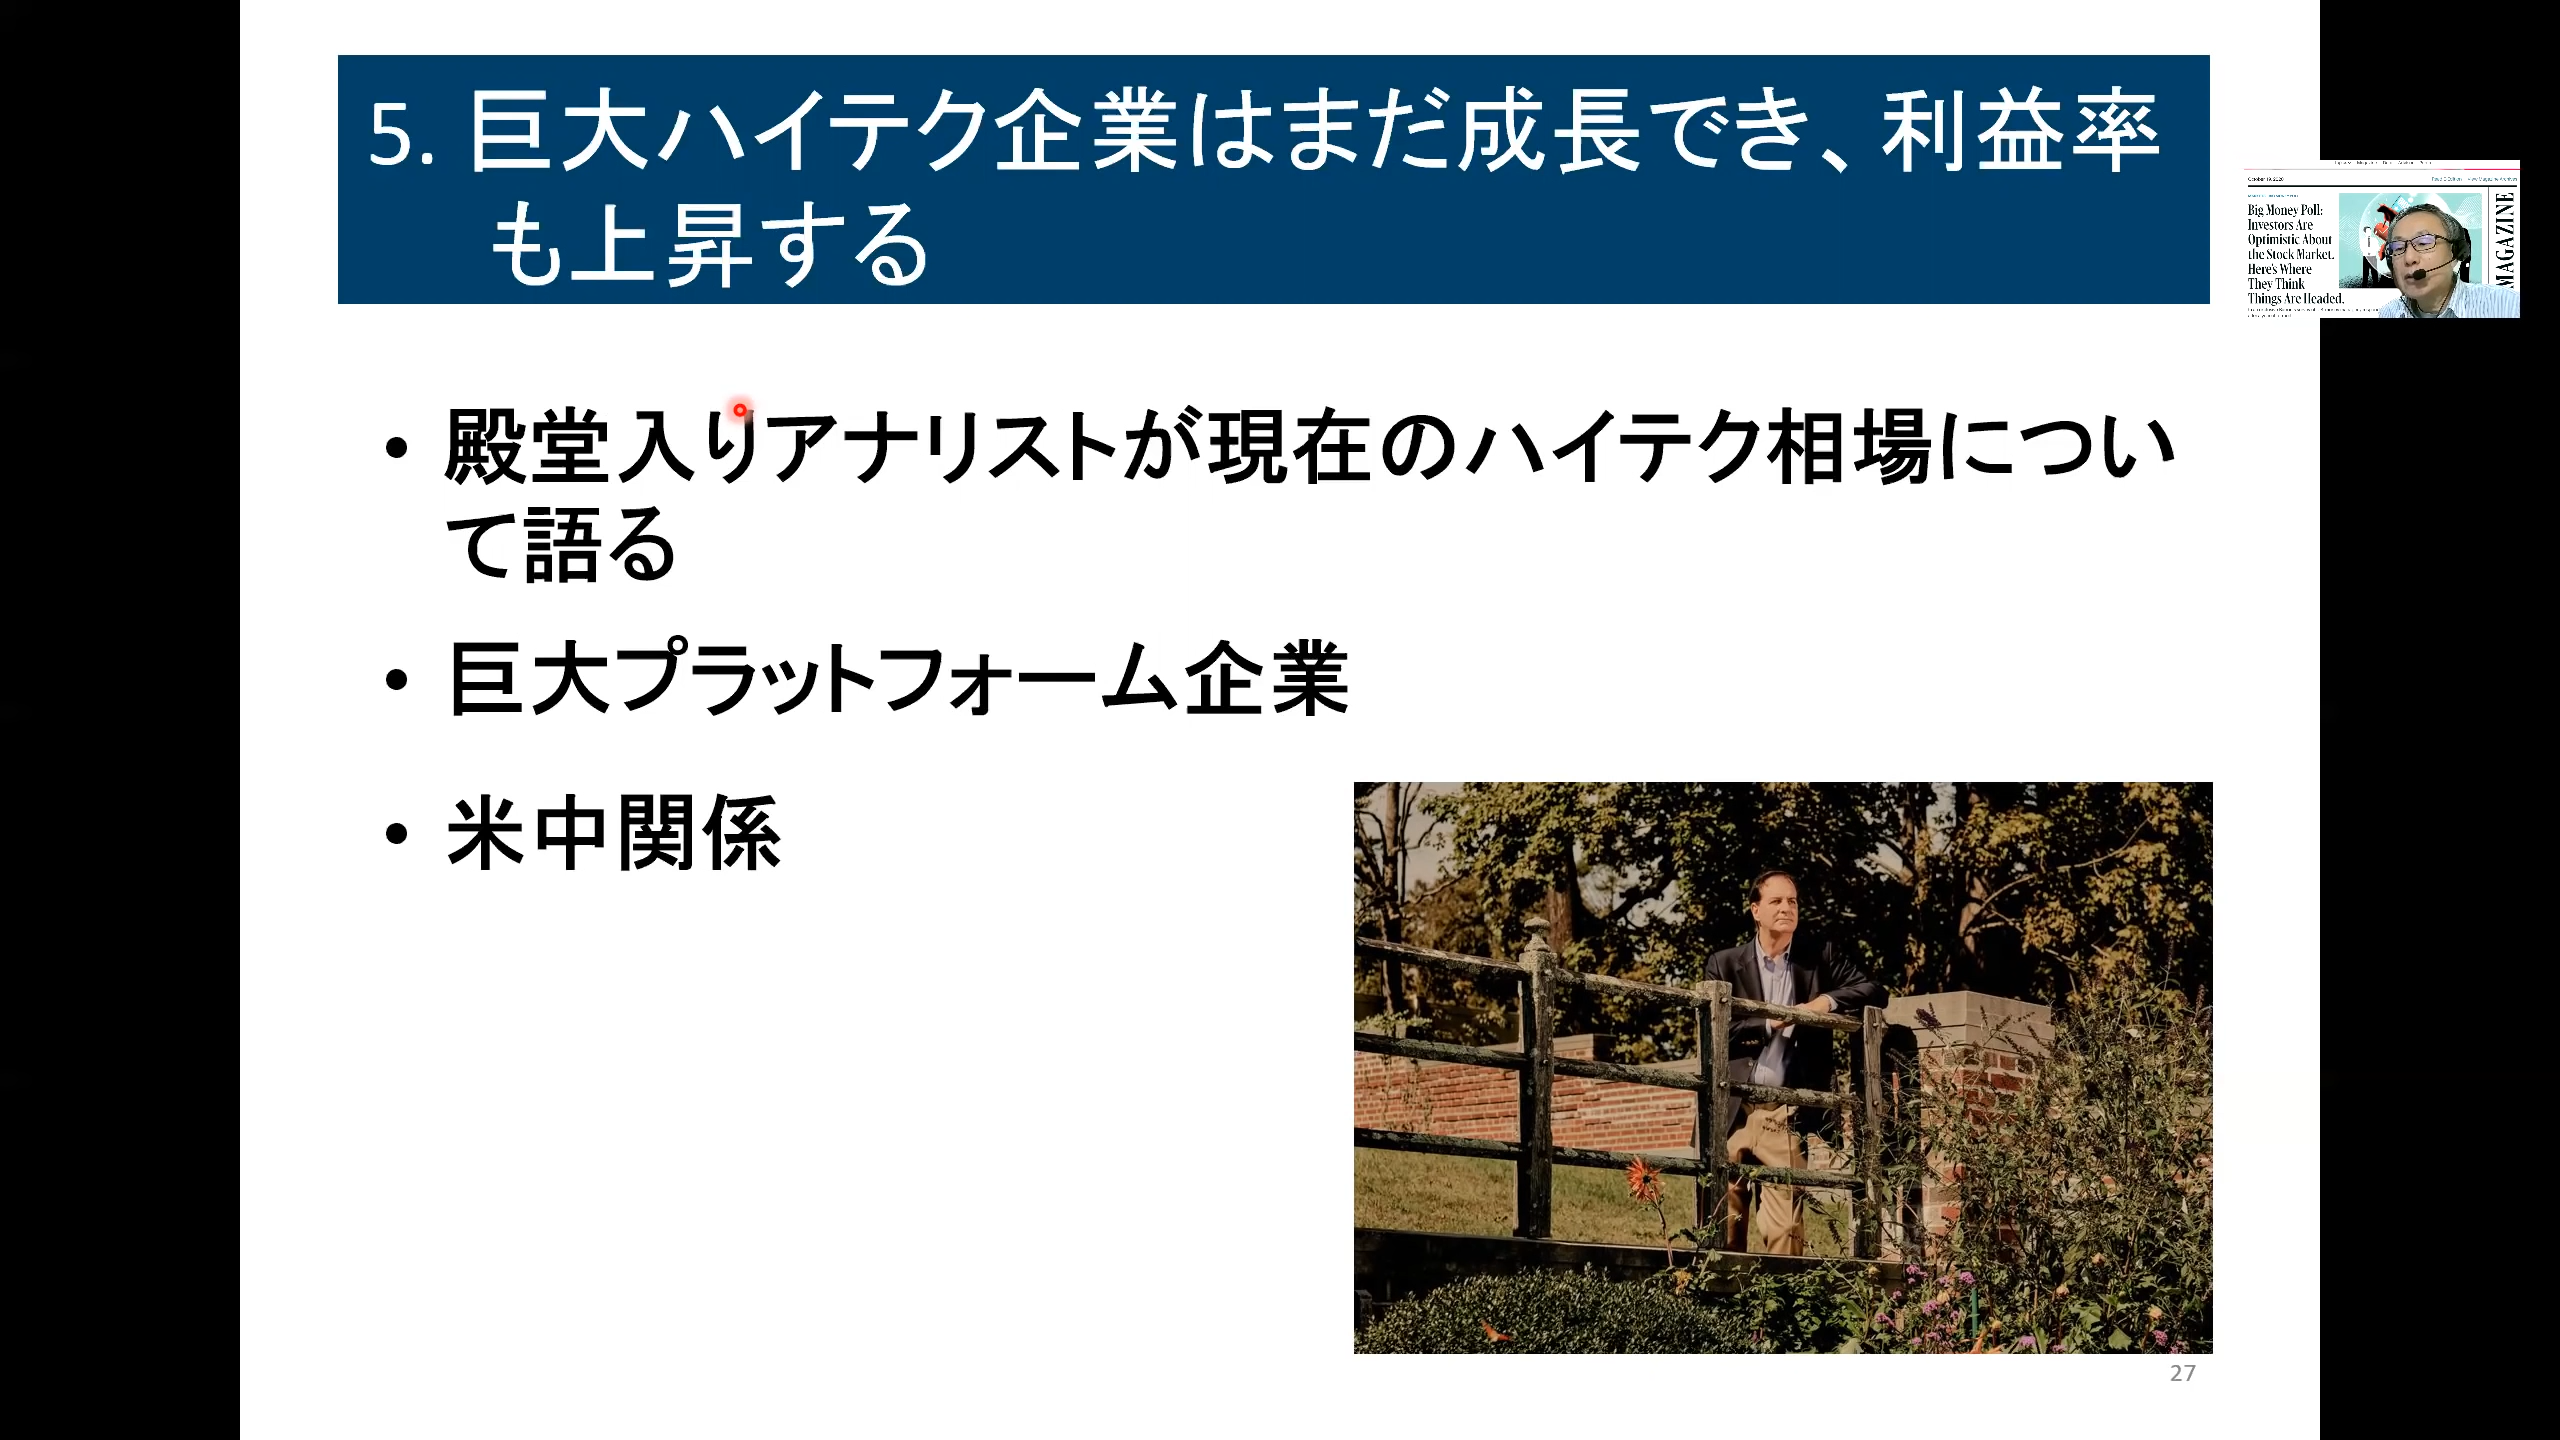 5. 巨大ハイテク企業はまだ成長でき、利益率
も上昇する
October 19, 2020
Big Money Poll:
Investors Are
Optimistic About
the Stock Market.
Here's Where
They Think
Things Are Headed.
MAGAZINE
• 殿堂入りアナリストが現在のハイテク相場につい
て語る
• 巨大プラットフォーム企業
• 米中関係
27